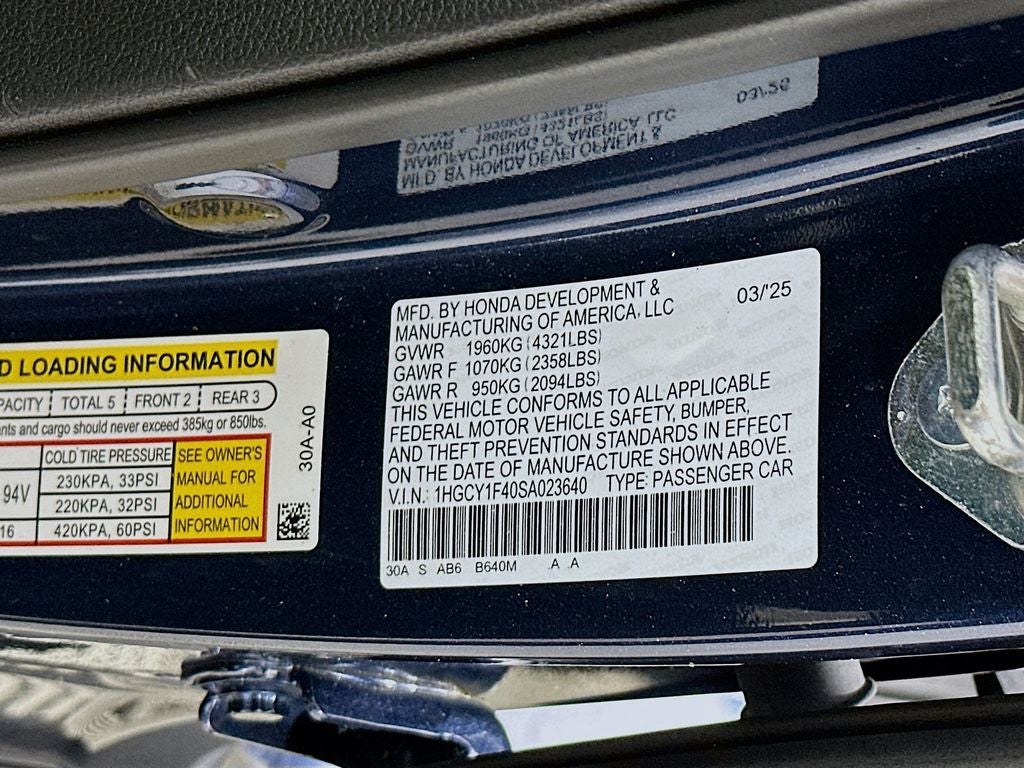 MFD. BY HONDA DEVELOPMENT &
MANUFACTURING OF AMERICA, LLC
03/'25
GVWR 1960KG (4321LBS)
GAWR F 1070KG (2358LBS)
GAWR R 950KG (2094LBS)
THIS VEHICLE CONFORMS TO ALL APPLICABLE
FEDERAL MOTOR VEHICLE SAFETY, BUMPER,
AND THEFT PREVENTION STANDARDS IN EFFECT
ON THE DATE OF MANUFACTURE SHOWN ABOVE.
V.I.N.: 1HGCY1F40SA023640 TYPE: PASSENGER CAR
30A S AB6 B640M .A .A
D LOADING INFORMATION
PACITY TOTAL 5 FRONT 2 REAR 3
nts and cargo should never exceed 385kg or 850lbs.
COLD TIRE PRESSURE
94V 230KPA, 33PSI
220KPA, 32PSI
16 420KPA, 60PSI
SEE OWNER'S
MANUAL FOR
ADDITIONAL
INFORMATION
30A-A0